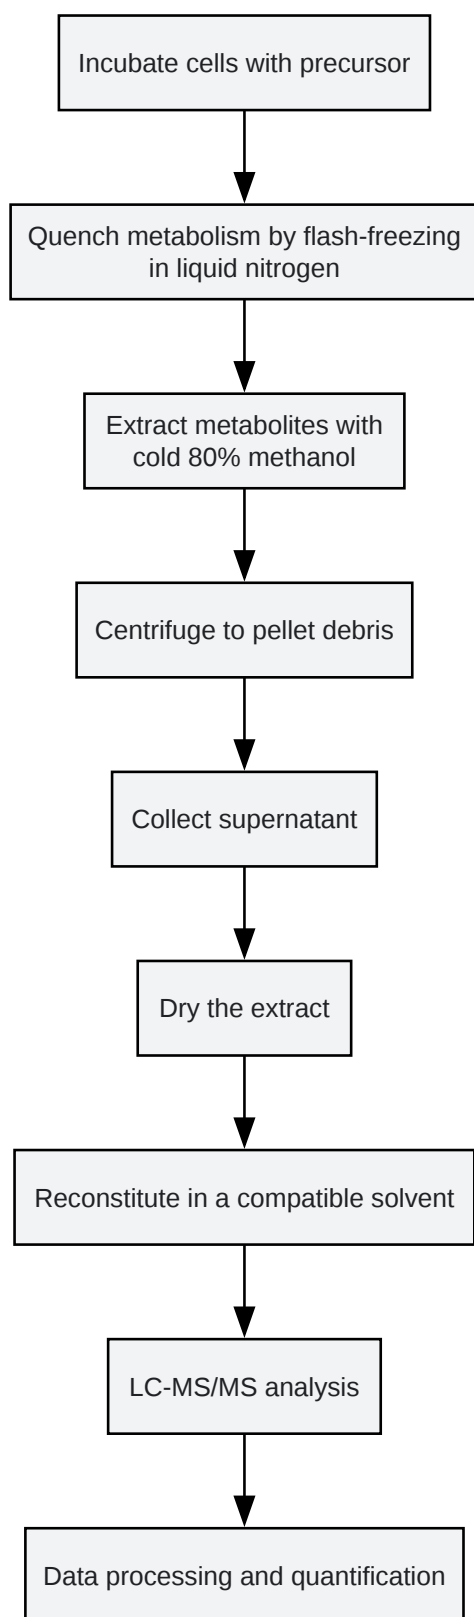 Incubate cells with precursor
Quench metabolism by flash-freezing
in liquid nitrogen
Extract metabolites with
cold 80% methanol
Centrifuge to pellet debris
Collect supernatant
Dry the extract
Reconstitute in a compatible solvent
LC-MS/MS analysis
Data processing and quantification